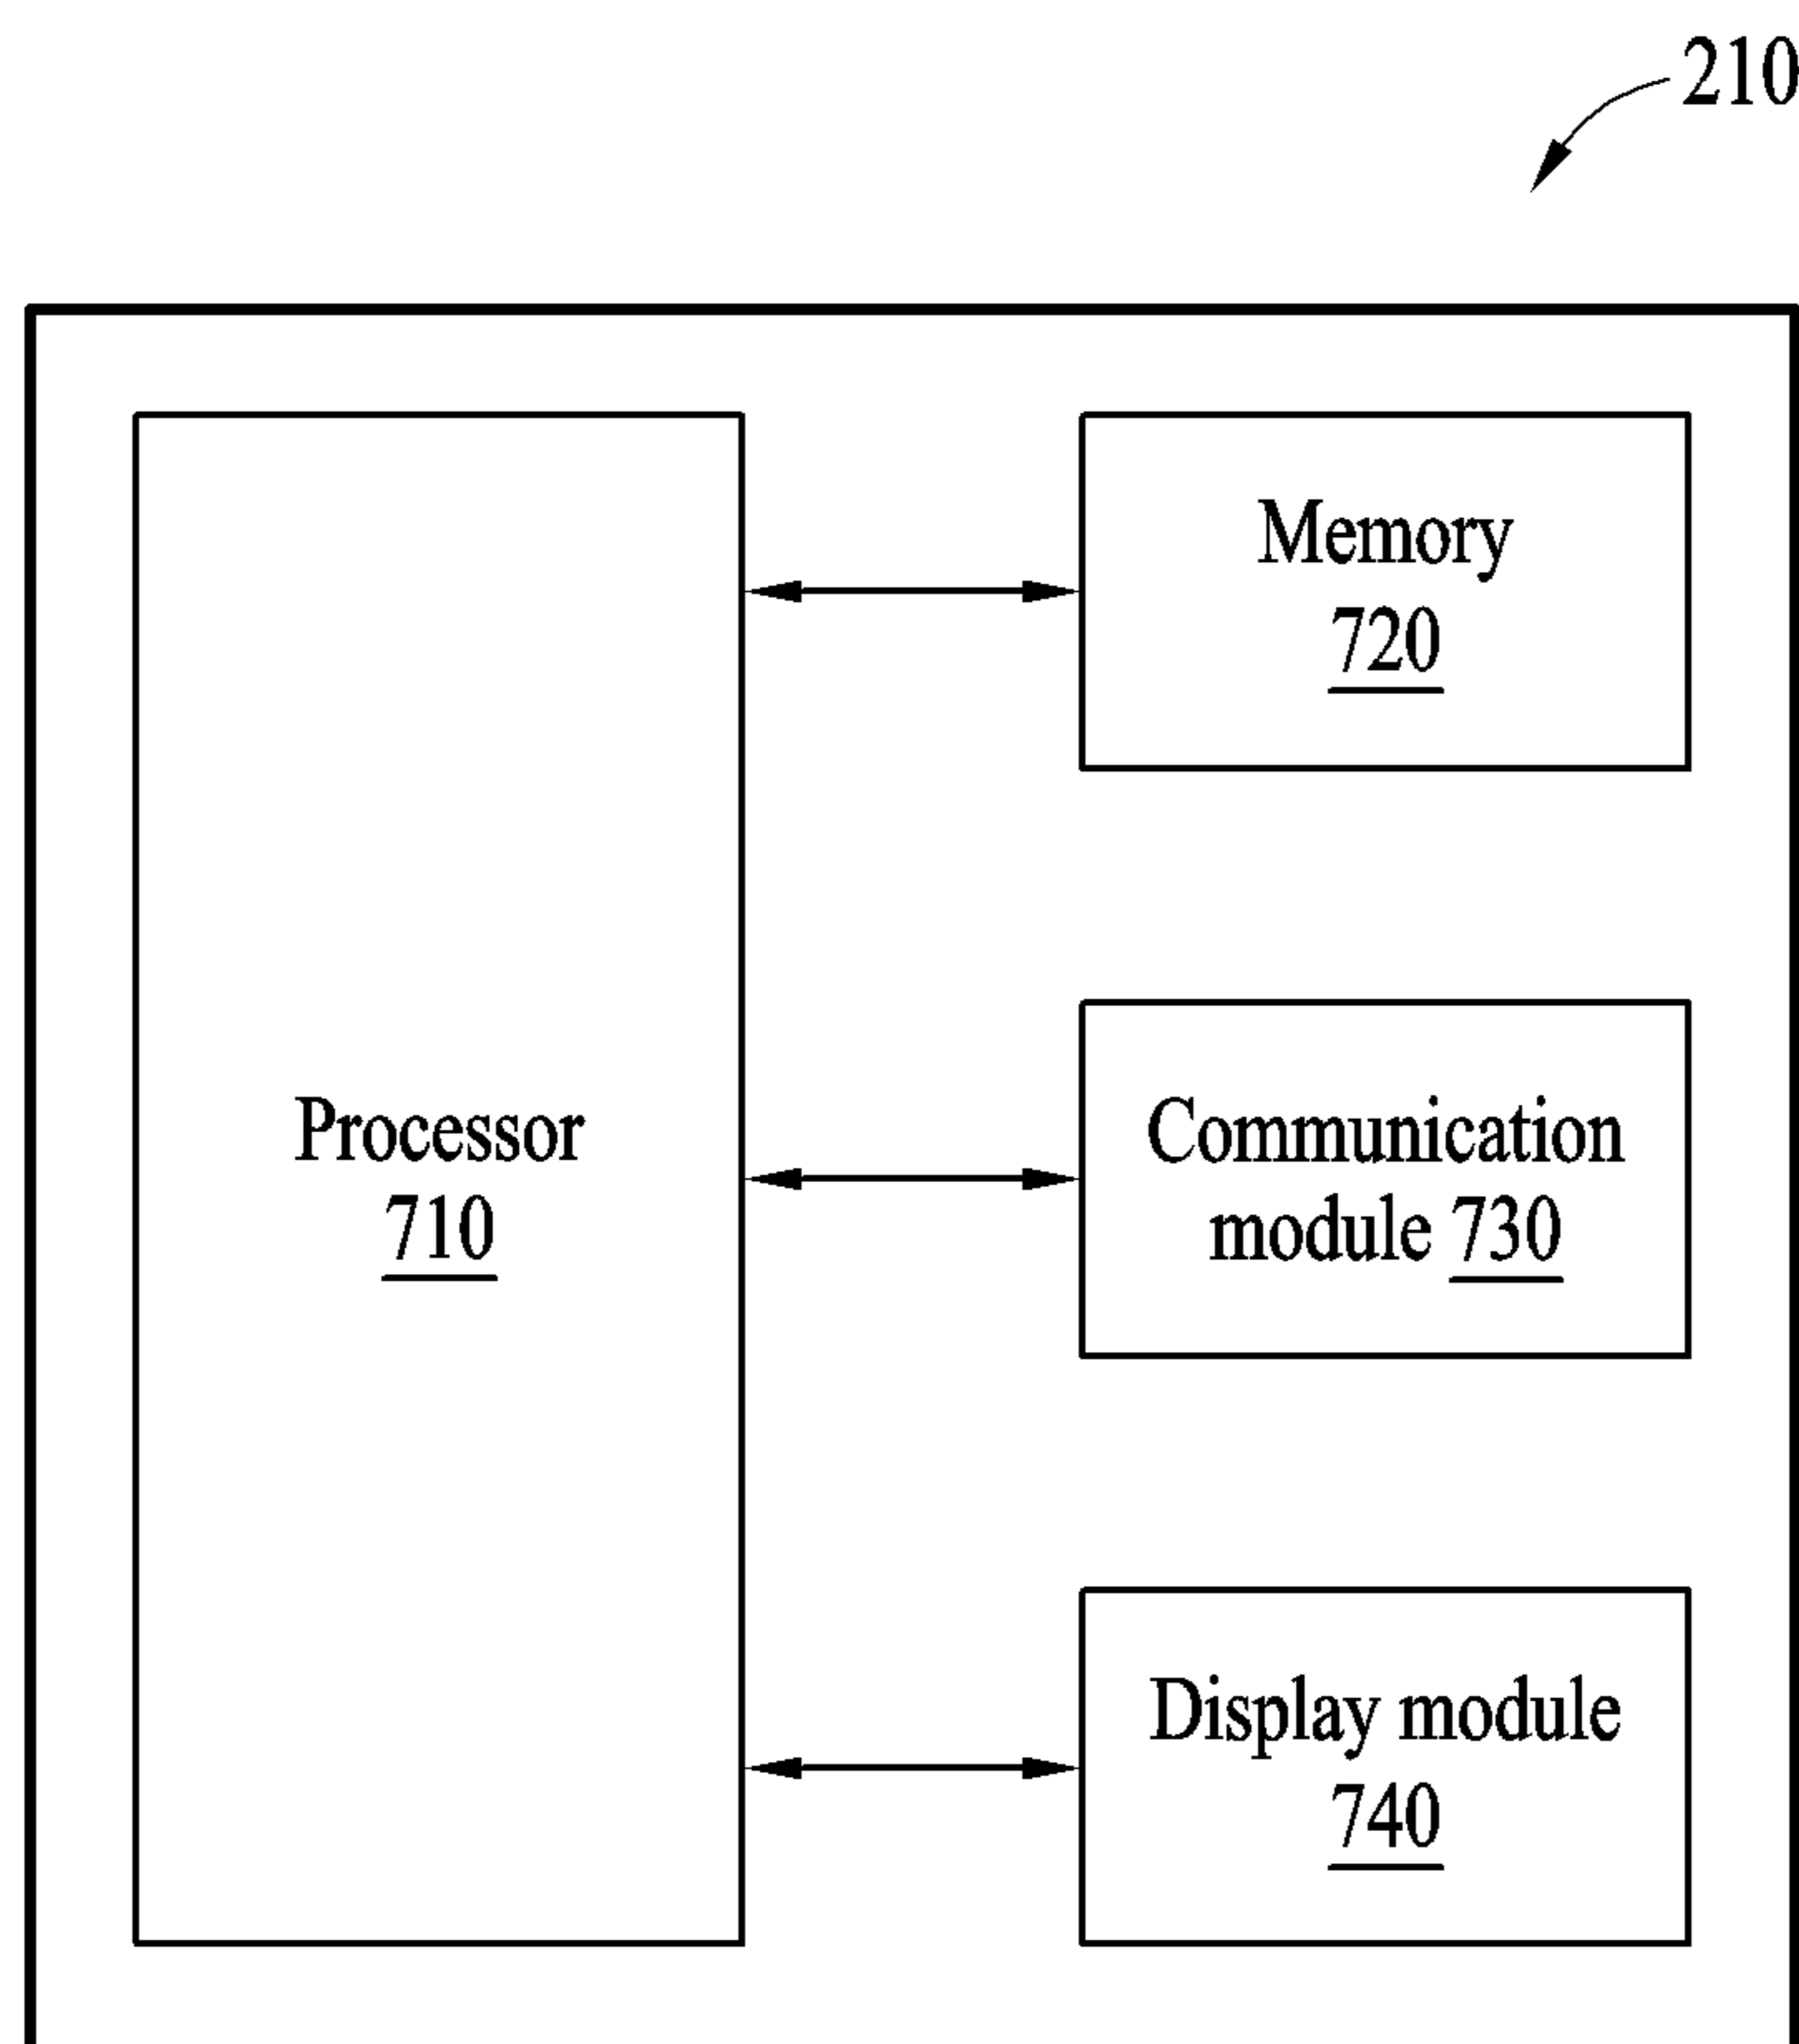 210
Memory
720
Processor
710
Communication
module 730
Display module
740